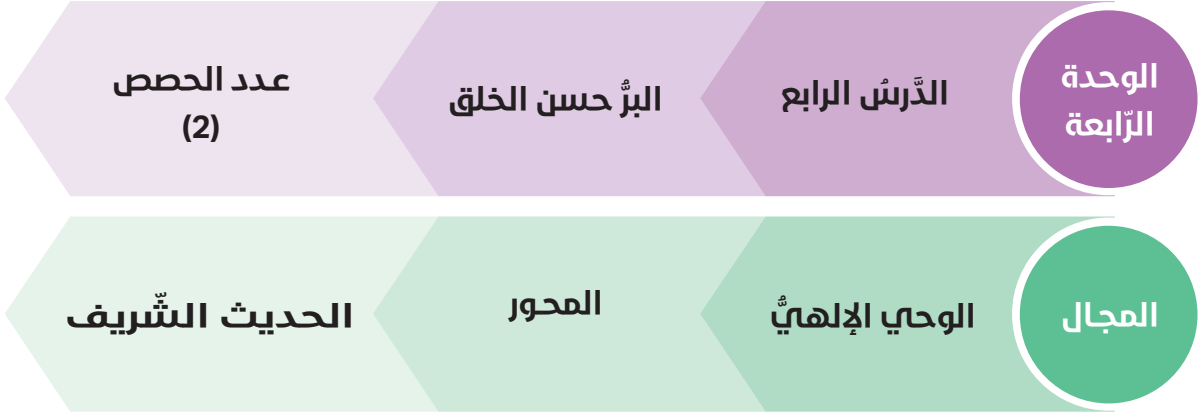 الوحدة
الرّابعة
الدَّرسُ الرابع
البرُّ حسن الخلق
عدد الحصص
(2)
المجال
الوحي الإلهيُّ
المحور
الحديث الشّريف